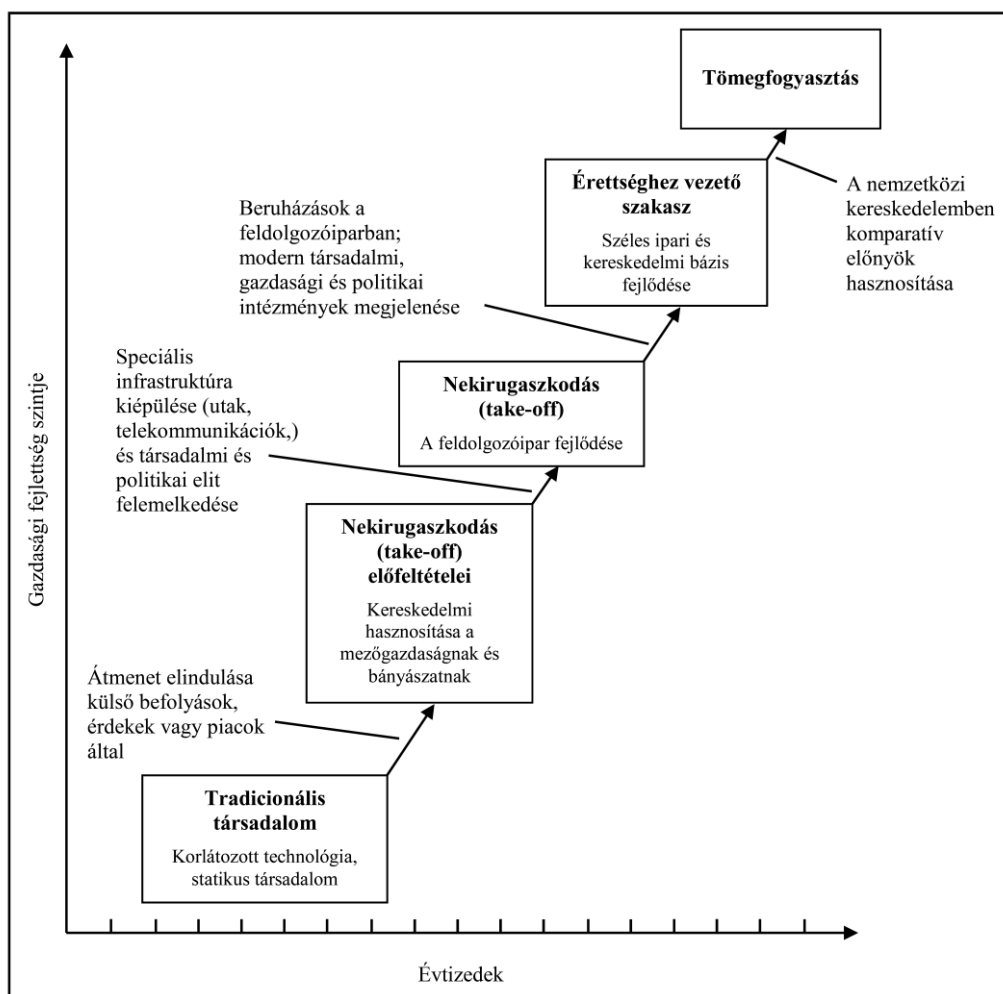 Tömegfogyasztás
Érettséghez vezető
szakasz
Széles ipari és
kereskedelmi bázis
fejlődése
A nemzetközi
kereskedelemben
komparatív
előnyök
hasznosítása
Beruházások a
feldolgozóiparban;
modern társadalmi,
gazdasági és politikai
intézmények megjelenése
Nekirugaszkodás
(take-off)
A feldolgozóipar fejlődése
Speciális
infrastruktúra
kiépülése (utak,
telekommunikációk,)
és társadalmi és
politikai elit
felemelkedése
Nekirugaszkodás
(take-off)
előfeltételei
Kereskedelmi
hasznosítása a
mezőgazdaságnak és
bányászatnak
Átmenet elindulása
külső befolyások,
érdekek vagy piacok
által
Tradicionális
társadalom
Korlátozott technológia,
statikus társadalom
Gazdasági fejlettség szintje
Évtizedek